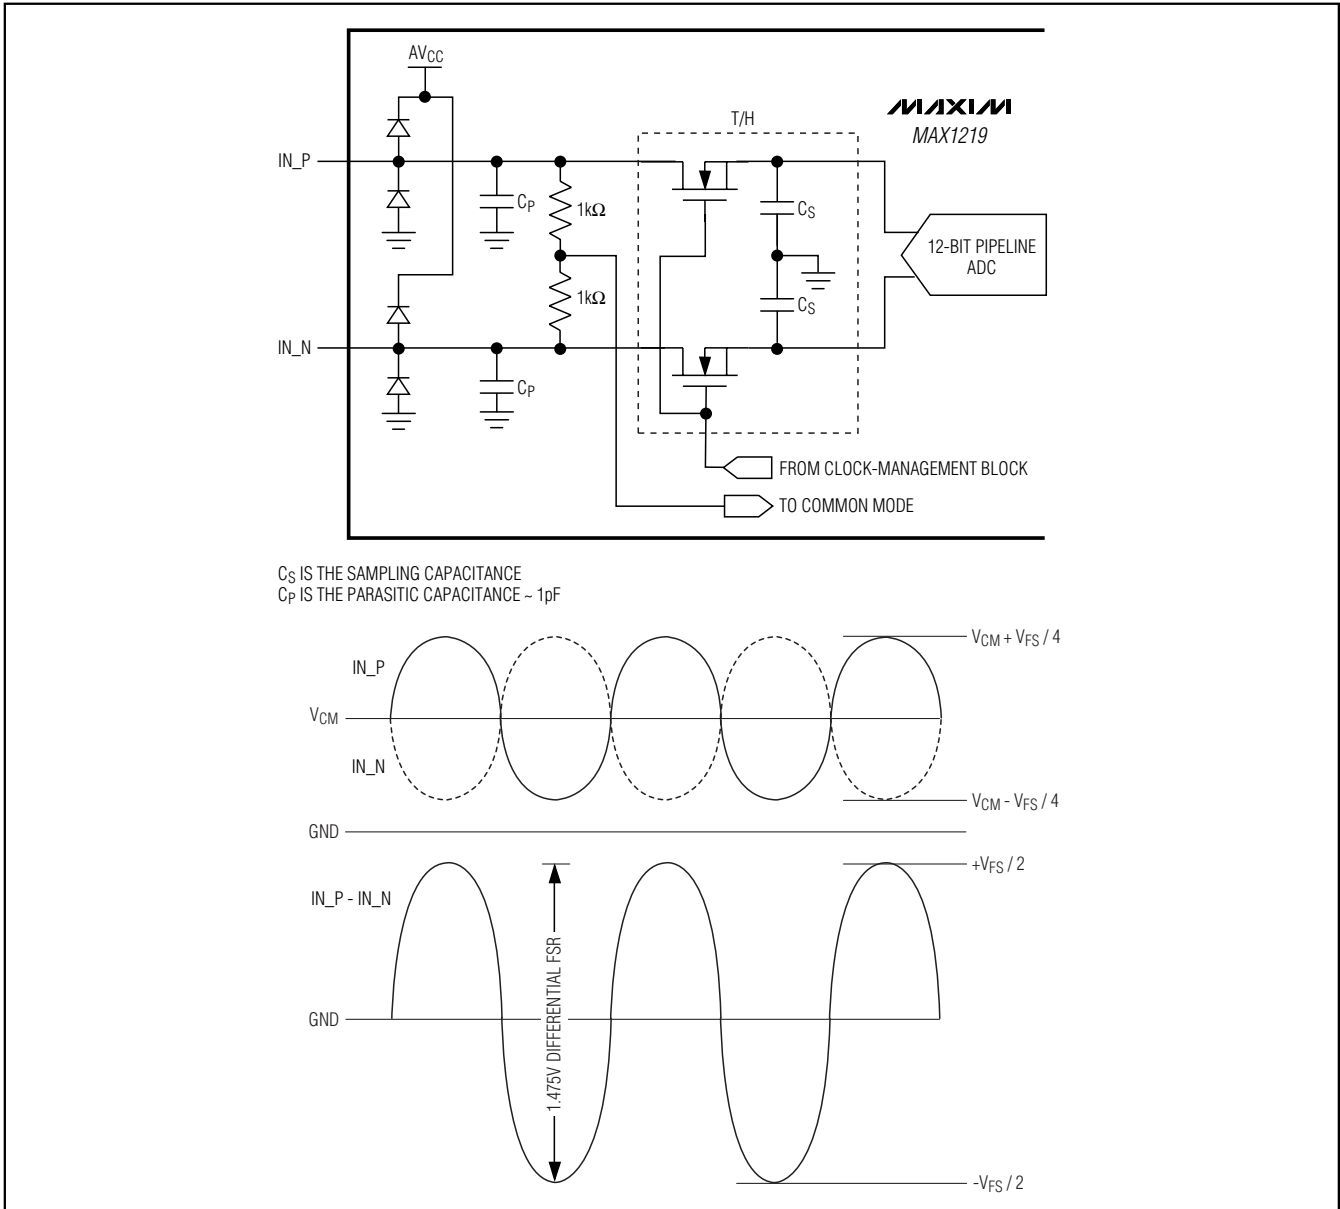 AVCC
MAXIM
MAX1219
T/H
IN_P
CP
1kΩ
CS
12-BIT PIPELINE
ADC
1kΩ
CS
IN_N
CP
FROM CLOCK-MANAGEMENT BLOCK
TO COMMON MODE
CS IS THE SAMPLING CAPACITANCE
CP IS THE PARASITIC CAPACITANCE ~ 1pF
VCM + VFS / 4
IN_P
VCM
IN_N
VCM - VFS / 4
GND
+VFS / 2
IN_P - IN_N
1.475V DIFFERENTIAL FSR
GND
-VFS / 2